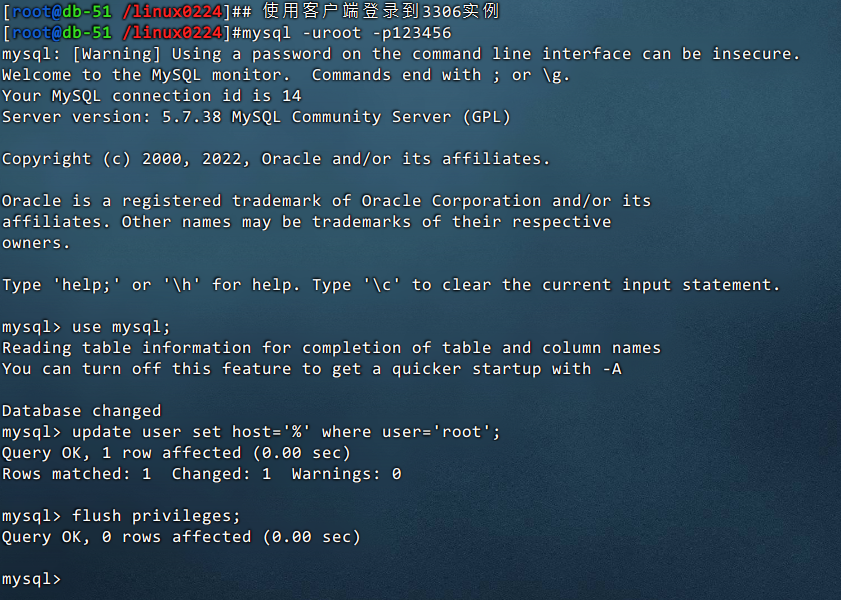 [root@db-51 /linux0224]## 使用客户端登录到3306实例
[root@db-51 /linux0224]#mysql -uroot -p123456
mysql: [Warning] Using a password on the command line interface can be insecure.
Welcome to the MySQL monitor.  Commands end with ; or \g.
Your MySQL connection id is 14
Server version: 5.7.38 MySQL Community Server (GPL)

Copyright (c) 2000, 2022, Oracle and/or its affiliates.

Oracle is a registered trademark of Oracle Corporation and/or its
affiliates. Other names may be trademarks of their respective
owners.

Type 'help;' or '\h' for help. Type '\c' to clear the current input statement.

mysql> use mysql;
Reading table information for completion of table and column names
You can turn off this feature to get a quicker startup with -A

Database changed
mysql> update user set host='%' where user='root';
Query OK, 1 row affected (0.00 sec)
Rows matched: 1  Changed: 1  Warnings: 0

mysql> flush privileges;
Query OK, 0 rows affected (0.00 sec)

mysql>